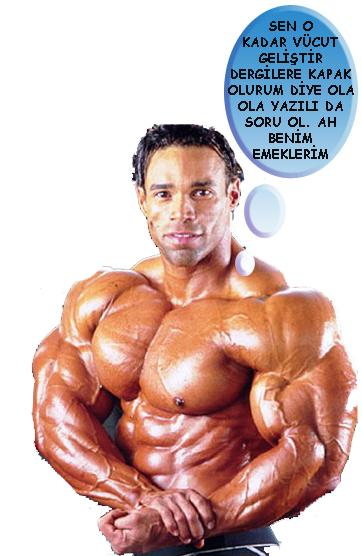 SEN O
KADAR VÜCUT
GELİŞTİR
DERGİLERE KAPAK
OLURUM DİYE OLA
OLA YAZILI DA
SORU OL. AH
BENİM
EMEKLERİM